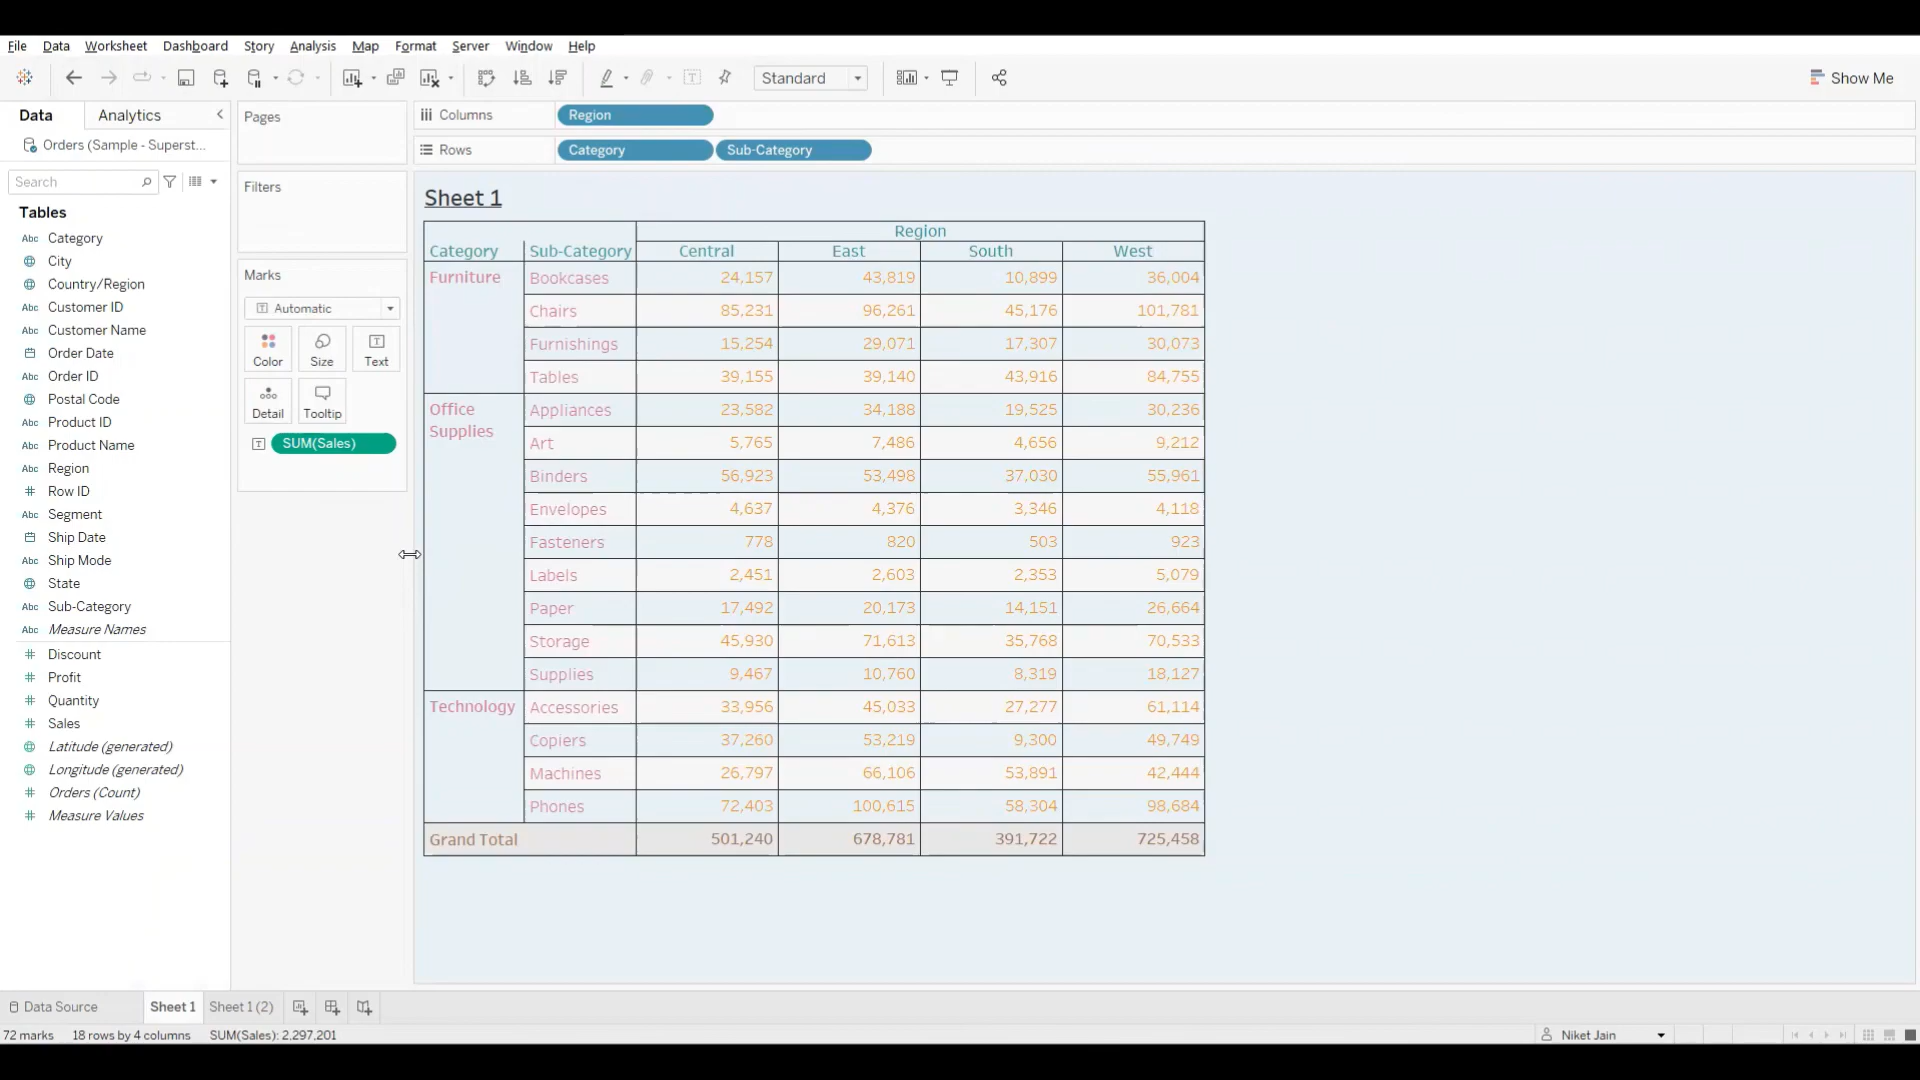 File Data Worksheet Dashboard Story Analysis Map Format Server Window Help
Standard
Show Me
Data Analytics
Orders (Sample - Superst...
Search
Tables
Abc Category
City
Country/Region
Abc Customer ID
Abc Customer Name
Order Date
Abc Order ID
Postal Code
Abc Product ID
Abc Product Name
Abc Region
# Row ID
Abc Segment
Ship Date
Abc Ship Mode
State
Abc Sub-Category
Abc Measure Names
# Discount
# Profit
# Quantity
# Sales
Latitude (generated)
Longitude (generated)
# Orders (Count)
# Measure Values
Pages
Filters
Marks
T Automatic
Color Size Text
Detail Tooltip
T SUM(Sales)
Columns Region
Rows Category Sub-Category
Sheet 1
Region
Category Sub-Category Central East South West
Furniture Bookcases 24,157 43,819 10,899 36,004
Chairs 85,231 96,261 45,176 101,781
Furnishings 15,254 29,071 17,307 30,073
Tables 39,155 39,140 43,916 84,755
Office Supplies Appliances 23,582 34,188 19,525 30,236
Art 5,765 7,486 4,656 9,212
Binders 56,923 53,498 37,030 55,961
Envelopes 4,637 4,376 3,346 4,118
Fasteners 778 820 503 923
Labels 2,451 2,603 2,353 5,079
Paper 17,492 20,173 14,151 26,664
Storage 45,930 71,613 35,768 70,533
Supplies 9,467 10,760 8,319 18,127
Technology Accessories 33,956 45,033 27,277 61,114
Copiers 37,260 53,219 9,300 49,749
Machines 26,797 66,106 53,891 42,444
Phones 72,403 100,615 58,304 98,684
Grand Total 501,240 678,781 391,722 725,458
Data Source Sheet 1 Sheet 1 (2)
72 marks 18 rows by 4 columns SUM(Sales): 2,297,201
Niket Jain